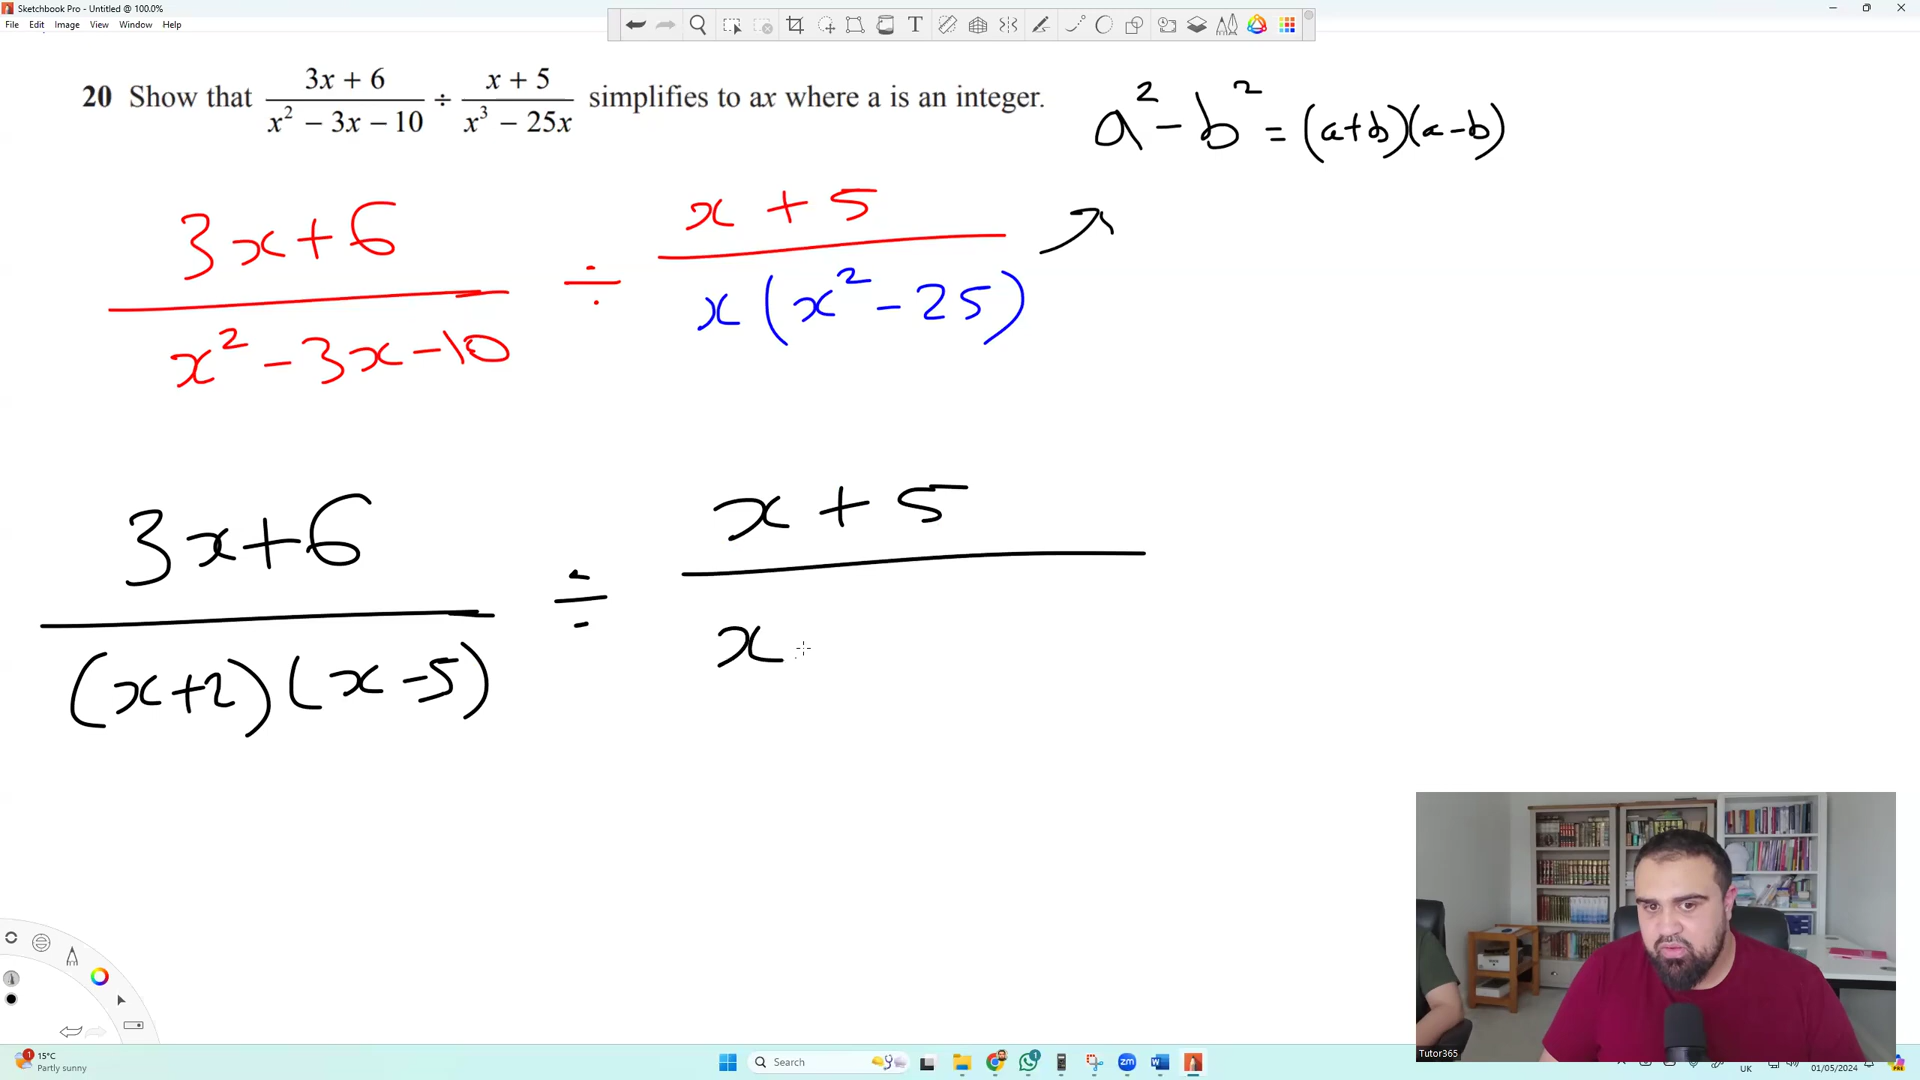 Sketchbook Pro - Untitled @ 100.0%
File Edit Image View Window Help
20 Show that (3x + 6)/(x² − 3x − 10) ÷ (x + 5)/(x³ − 25x) simplifies to ax where a is an integer.
a² - b² = (a+b)(a-b)
3x+6 ÷ x + 5
x² - 3x - 10 x(x² - 25)
3x+6 ÷ x + 5
(x+2)(x-5) x
Tutor365
15°C
Partly sunny
Search
UK
01/05/2024